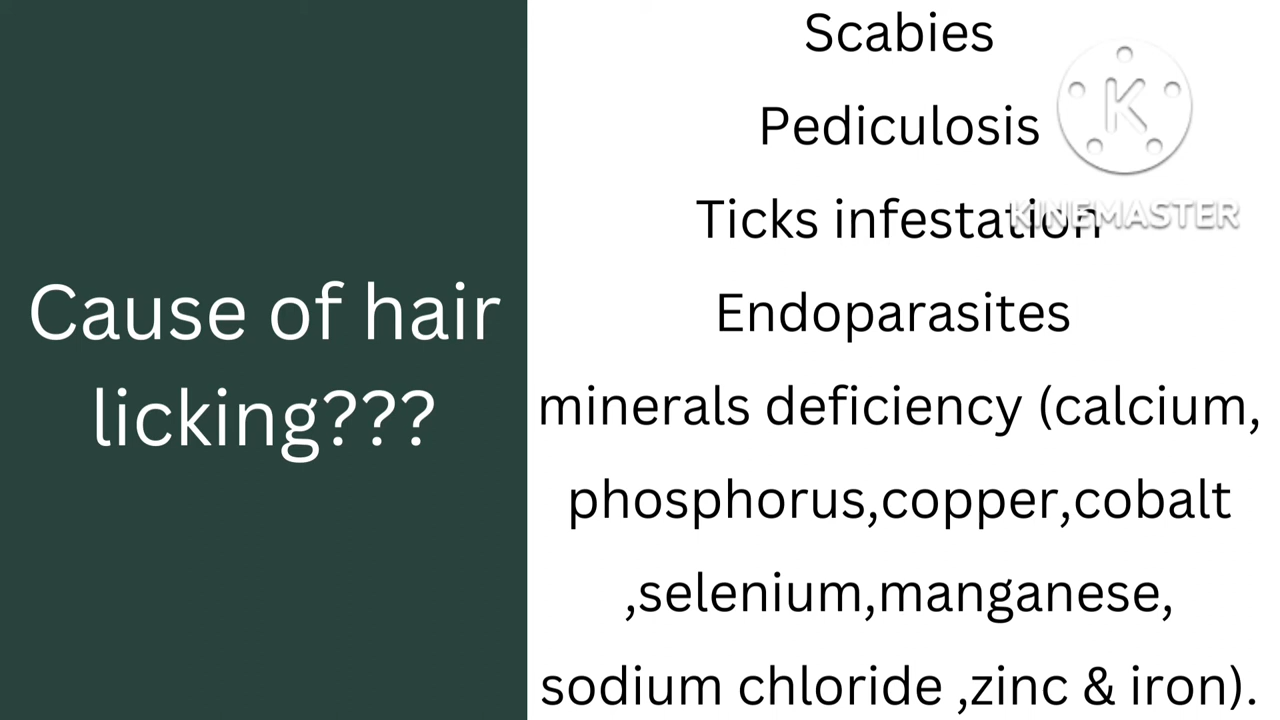 Cause of hair
licking???
Scabies
Pediculosis
Ticks infestation
Endoparasites
minerals deficiency (calcium,
phosphorus,copper,cobalt
,selenium,manganese,
sodium chloride ,zinc & iron).
K
KINEMASTER